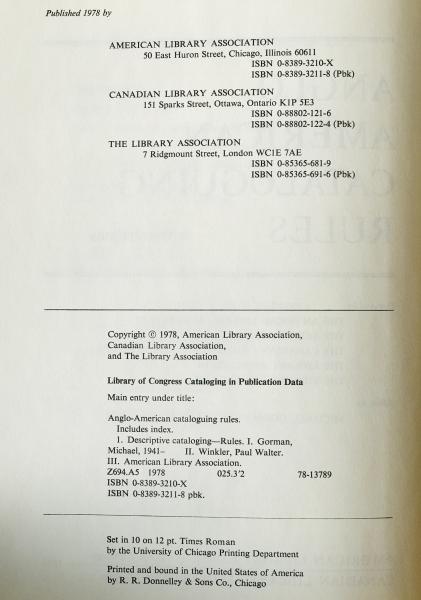 Published 1978 by
AMERICAN LIBRARY ASSOCIATION
50 East Huron Street, Chicago, Illinois 60611
ISBN 0-8389-3210-X
ISBN 0-8389-3211-8 (Pbk)
CANADIAN LIBRARY ASSOCIATION
151 Sparks Street, Ottawa, Ontario K1P 5E3
ISBN 0-88802-121-6
ISBN 0-88802-122-4 (Pbk)
THE LIBRARY ASSOCIATION
7 Ridgmount Street, London WC1E 7AE
ISBN 0-85365-681-9
ISBN 0-85365-691-6 (Pbk)
Copyright © 1978, American Library Association,
Canadian Library Association,
and The Library Association
Library of Congress Cataloging in Publication Data
Main entry under title:
Anglo-American cataloguing rules.
Includes index.
1. Descriptive cataloging—Rules. I. Gorman,
Michael, 1941– II. Winkler, Paul Walter.
III. American Library Association.
Z694.A5 1978 025.3'2 78-13789
ISBN 0-8389-3210-X
ISBN 0-8389-3211-8 pbk.
Set in 10 on 12 pt. Times Roman
by the University of Chicago Printing Department
Printed and bound in the United States of America
by R. R. Donnelley & Sons Co., Chicago